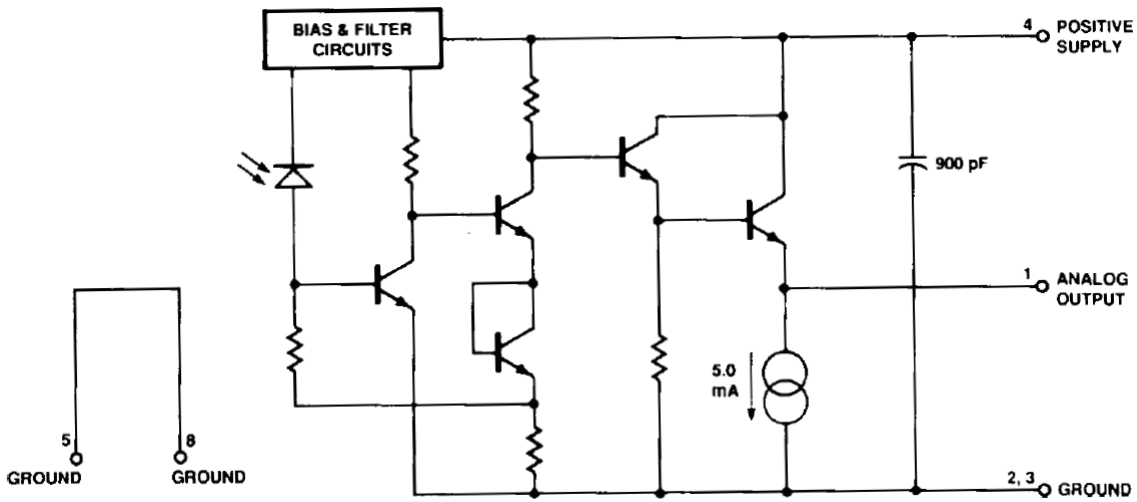 BIAS & FILTER
CIRCUITS
4
POSITIVE
SUPPLY
900 pF
1
ANALOG
OUTPUT
5.0
mA
5
8
GROUND
GROUND
2, 3
GROUND